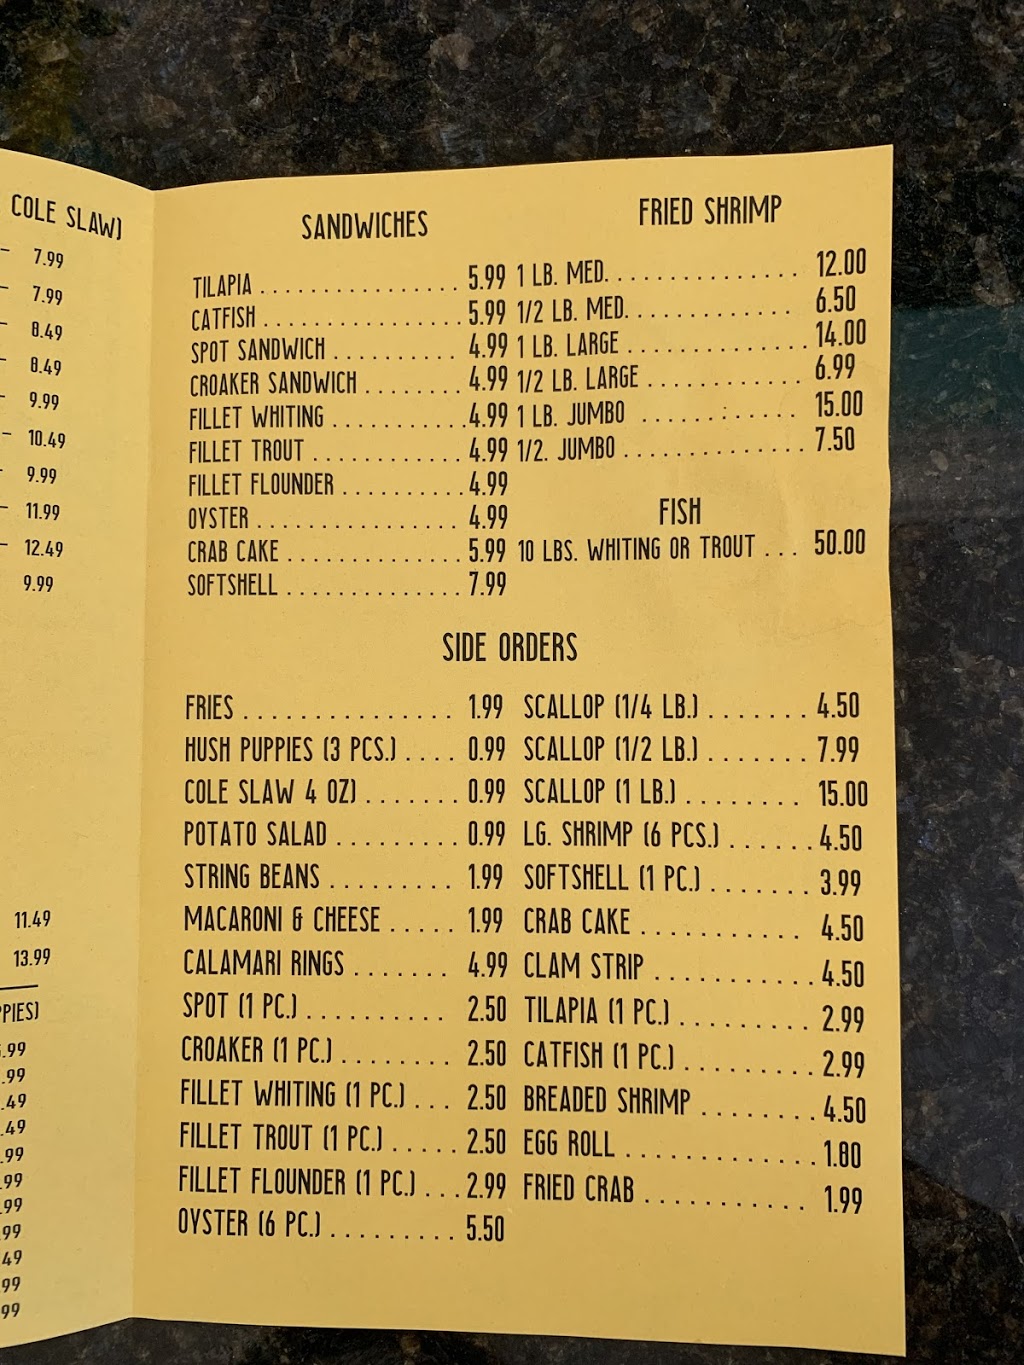 COLE SLAW)
7.99
7.99
8.49
8.49
9.99
10.49
9.99
11.99
12.49
9.99
11.49
13.99
PPIES)
.99
.99
.49
.49
.99
.99
.99
.99
.49
.99
.99
SANDWICHES
TILAPIA . . . . . . . . . . . . . . . . . 5.99
CATFISH . . . . . . . . . . . . . . . . . 5.99
SPOT SANDWICH . . . . . . . . . . . 4.99
CROAKER SANDWICH . . . . . . . . 4.99
FILLET WHITING . . . . . . . . . . . . 4.99
FILLET TROUT . . . . . . . . . . . . . 4.99
FILLET FLOUNDER . . . . . . . . . . 4.99
OYSTER . . . . . . . . . . . . . . . . . 4.99
CRAB CAKE . . . . . . . . . . . . . . . 5.99
SOFTSHELL . . . . . . . . . . . . . . . 7.99
FRIED SHRIMP
1 LB. MED. . . . . . . . . . . . . . . . 12.00
1/2 LB. MED. . . . . . . . . . . . . . . 6.50
1 LB. LARGE . . . . . . . . . . . . . . . 14.00
1/2 LB. LARGE . . . . . . . . . . . . . 6.99
1 LB. JUMBO . . . . . . . . . . . . . . 15.00
1/2. JUMBO . . . . . . . . . . . . . . . 7.50
FISH
10 LBS. WHITING OR TROUT . . . 50.00
SIDE ORDERS
FRIES . . . . . . . . . . . . . . . 1.99
HUSH PUPPIES (3 PCS.) . . . . 0.99
COLE SLAW 4 OZ) . . . . . . . 0.99
POTATO SALAD . . . . . . . . . 0.99
STRING BEANS . . . . . . . . . 1.99
MACARONI & CHEESE . . . . . 1.99
CALAMARI RINGS . . . . . . . 4.99
SPOT (1 PC.) . . . . . . . . . . 2.50
CROAKER (1 PC.) . . . . . . . . 2.50
FILLET WHITING (1 PC.) . . . 2.50
FILLET TROUT (1 PC.) . . . . . 2.50
FILLET FLOUNDER (1 PC.) . . . 2.99
OYSTER (6 PC.) . . . . . . . . . 5.50
SCALLOP (1/4 LB.) . . . . . . . 4.50
SCALLOP (1/2 LB.) . . . . . . . 7.99
SCALLOP (1 LB.) . . . . . . . . 15.00
LG. SHRIMP (6 PCS.) . . . . . . 4.50
SOFTSHELL (1 PC.) . . . . . . . 3.99
CRAB CAKE . . . . . . . . . . . 4.50
CLAM STRIP . . . . . . . . . . . 4.50
TILAPIA (1 PC.) . . . . . . . . . 2.99
CATFISH (1 PC.) . . . . . . . . . 2.99
BREADED SHRIMP . . . . . . . . 4.50
EGG ROLL . . . . . . . . . . . . . 1.80
FRIED CRAB . . . . . . . . . . . 1.99